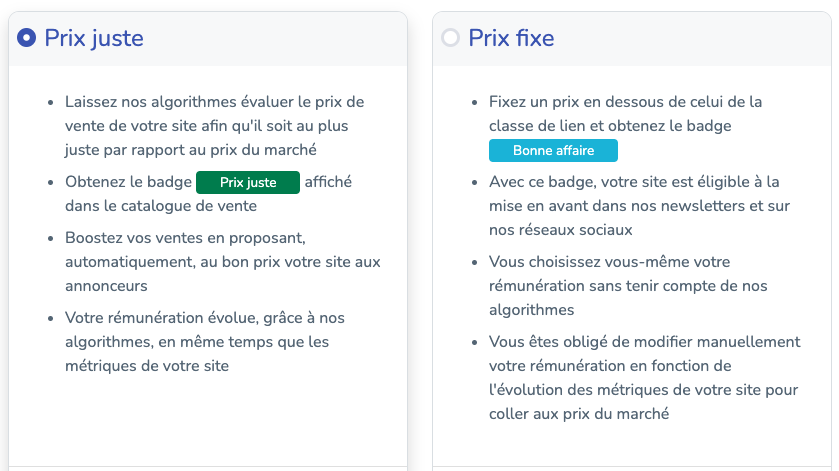 Prix juste
Laissez nos algorithmes évaluer le prix de
vente de votre site afin qu'il soit au plus
juste par rapport au prix du marché
Obtenez le badge Prix juste affiché
dans le catalogue de vente
Boostez vos ventes en proposant,
automatiquement, au bon prix votre site aux
annonceurs
Votre rémunération évolue, grâce à nos
algorithmes, en même temps que les
métriques de votre site
Prix fixe
Fixez un prix en dessous de celui de la
classe de lien et obtenez le badge
Bonne affaire
Avec ce badge, votre site est éligible à la
mise en avant dans nos newsletters et sur
nos réseaux sociaux
Vous choisissez vous-même votre
rémunération sans tenir compte de nos
algorithmes
Vous êtes obligé de modifier manuellement
votre rémunération en fonction de
l'évolution des métriques de votre site pour
coller aux prix du marché